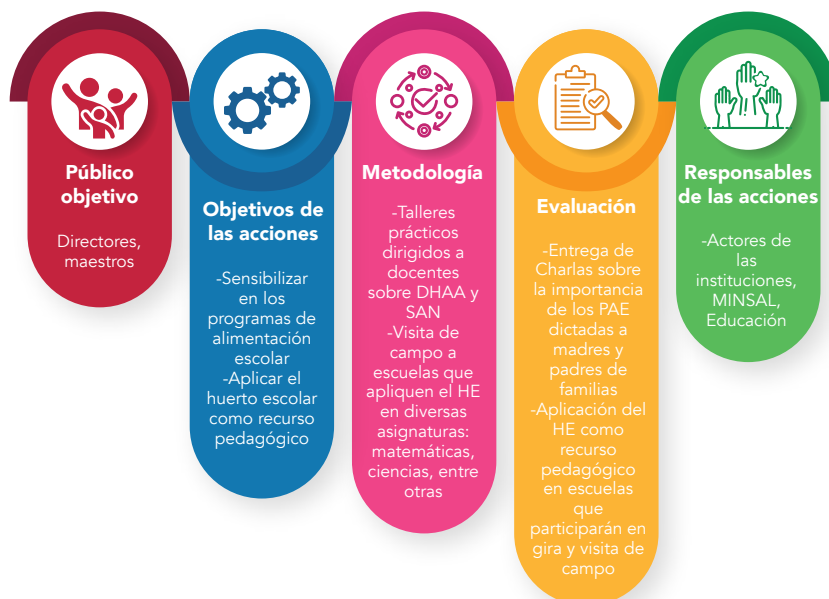 Público
objetivo
Directores,
maestros
Objetivos de
las acciones
-Sensibilizar
en los
programas de
alimentación
escolar
-Aplicar el
huerto escolar
como recurso
pedagógico
Metodología
-Talleres
prácticos
dirigidos a
docentes
sobre DHAA y
SAN
-Visita de
campo a
escuelas que
apliquen el HE
en diversas
asignaturas:
matemáticas,
ciencias, entre
otras
Evaluación
-Entrega de
Charlas sobre
la importancia
de los PAE
dictadas a
madres y
padres de
familias
-Aplicación del
HE como
recurso
pedagógico
en escuelas
que
participarán en
gira y visita de
campo
Responsables
de las acciones
-Actores de
las
instituciones,
MINSAL,
Educación